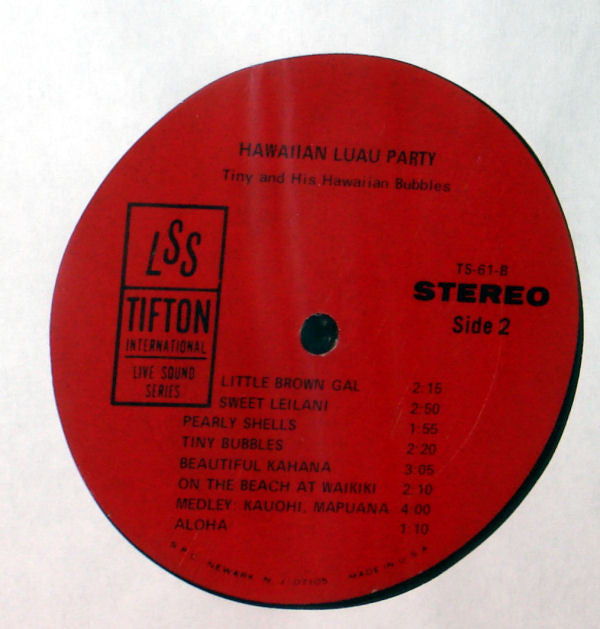 HAWAIIAN LUAU PARTY
Tiny and His Hawaiian Bubbles
LSS
TIFTON
INTERNATIONAL
LIVE SOUND
SERIES
TS-61-B
STEREO
Side 2
LITTLE BROWN GAL 2:15
SWEET LEILANI 2:50
PEARLY SHELLS 1:55
TINY BUBBLES 2:20
BEAUTIFUL KAHANA 3:05
ON THE BEACH AT WAIKIKI 2:10
MEDLEY: KAUOHI, MAPUANA 4:00
ALOHA 1:10
S.P.C. NEWARK, N. J. 07105 MADE IN U.S.A.